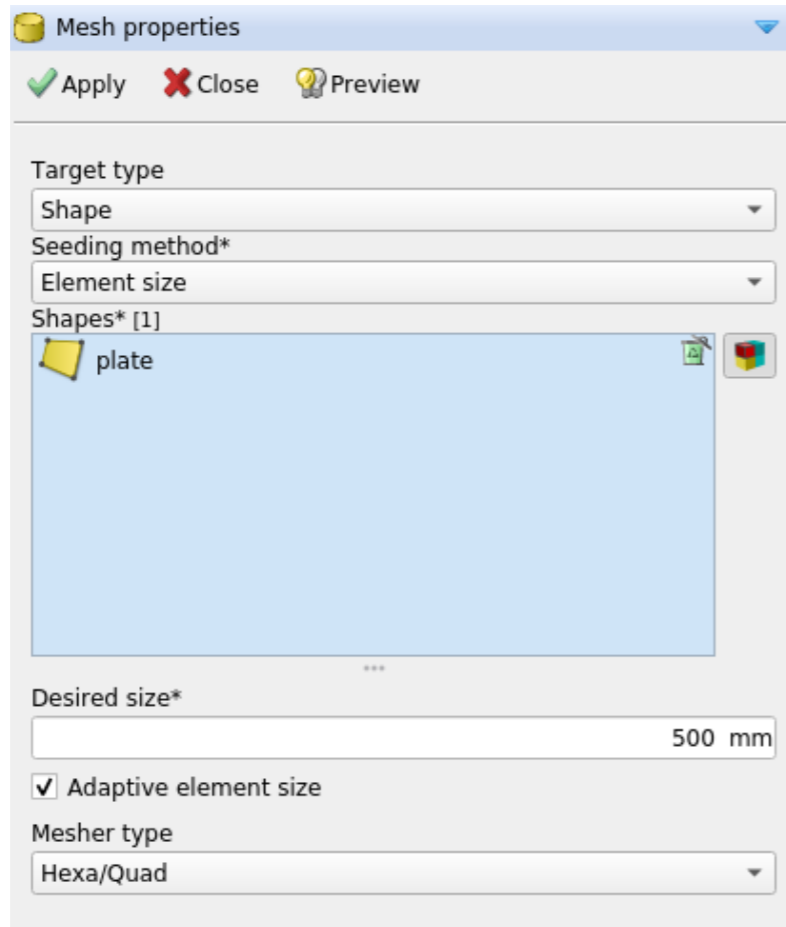 Mesh properties
Apply Close Preview
Target type
Shape
Seeding method*
Element size
Shapes* [1]
plate
Desired size*
500 mm
Adaptive element size
Mesher type
Hexa/Quad